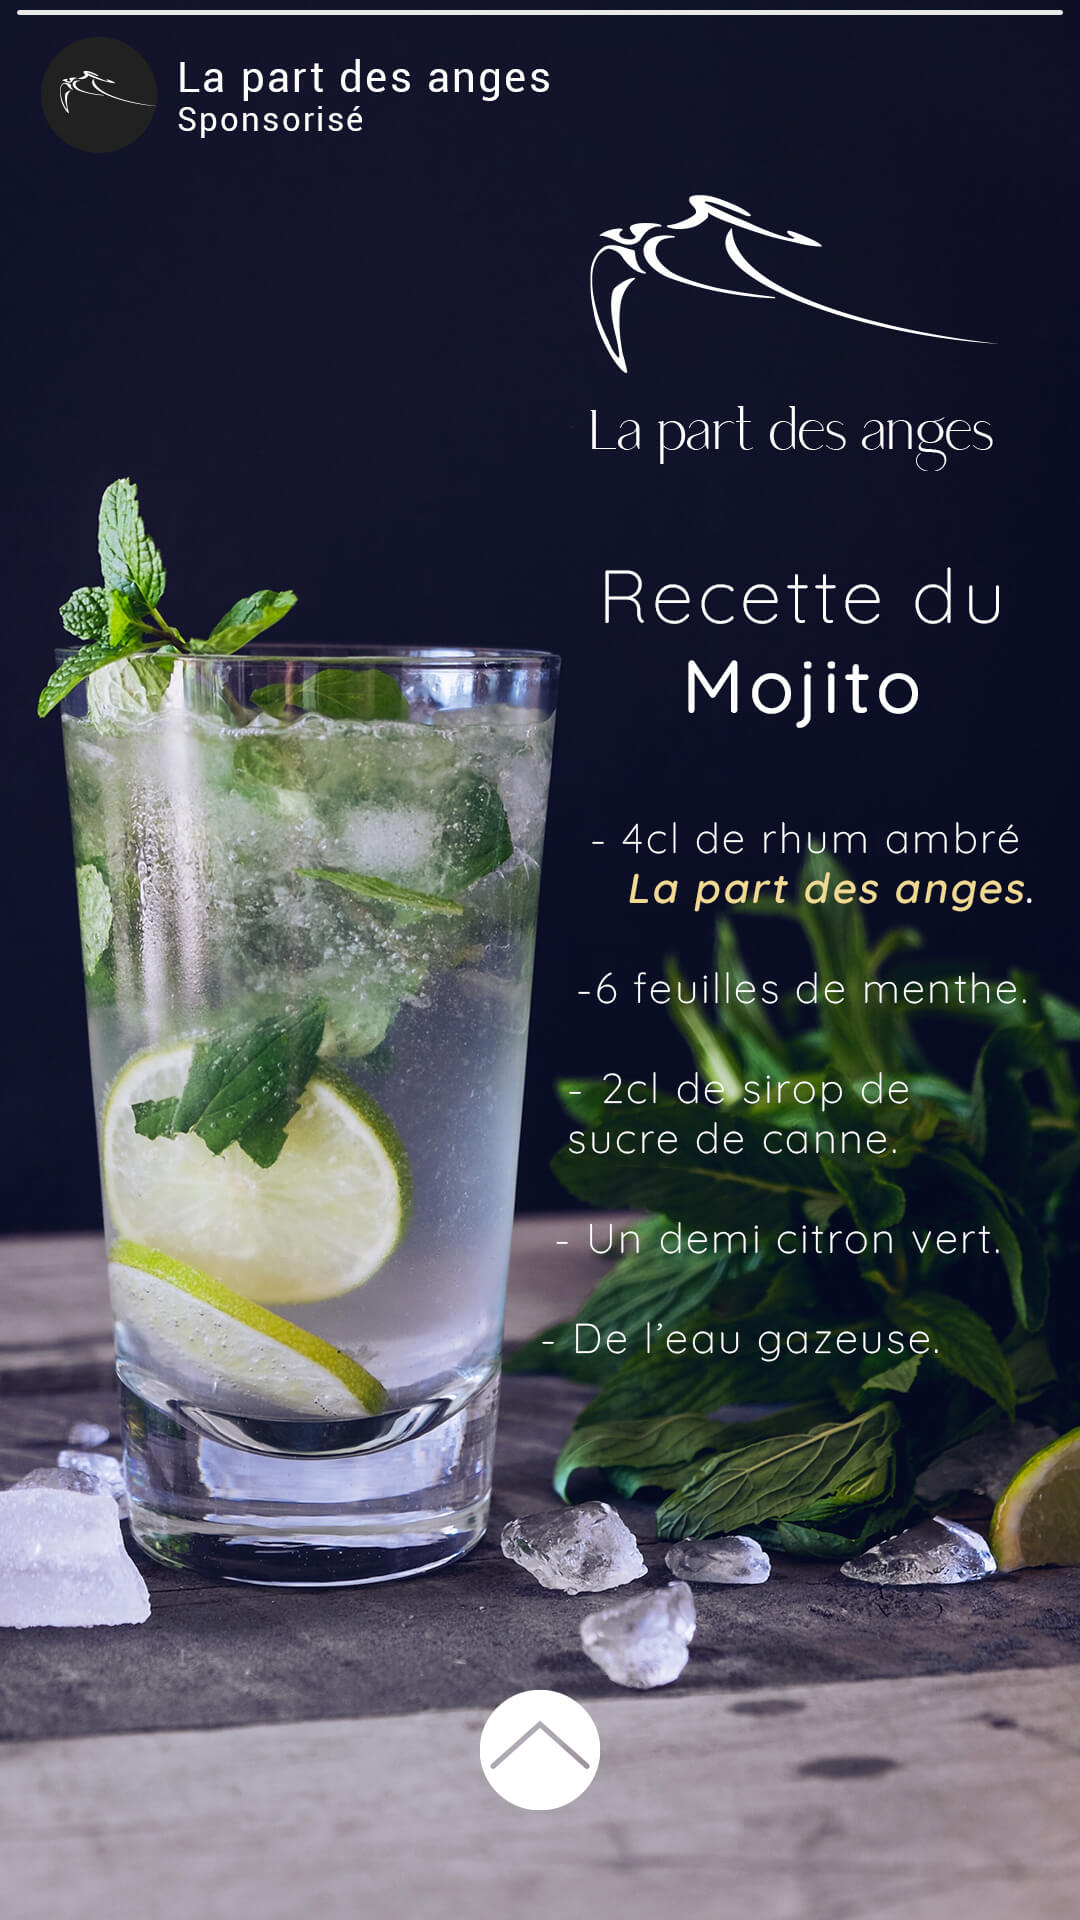 La part des anges
Sponsorisé
La part des anges
Recette du
Mojito
- 4cl de rhum ambré
La part des anges.
-6 feuilles de menthe.
- 2cl de sirop de
sucre de canne.
- Un demi citron vert.
- De l’eau gazeuse.